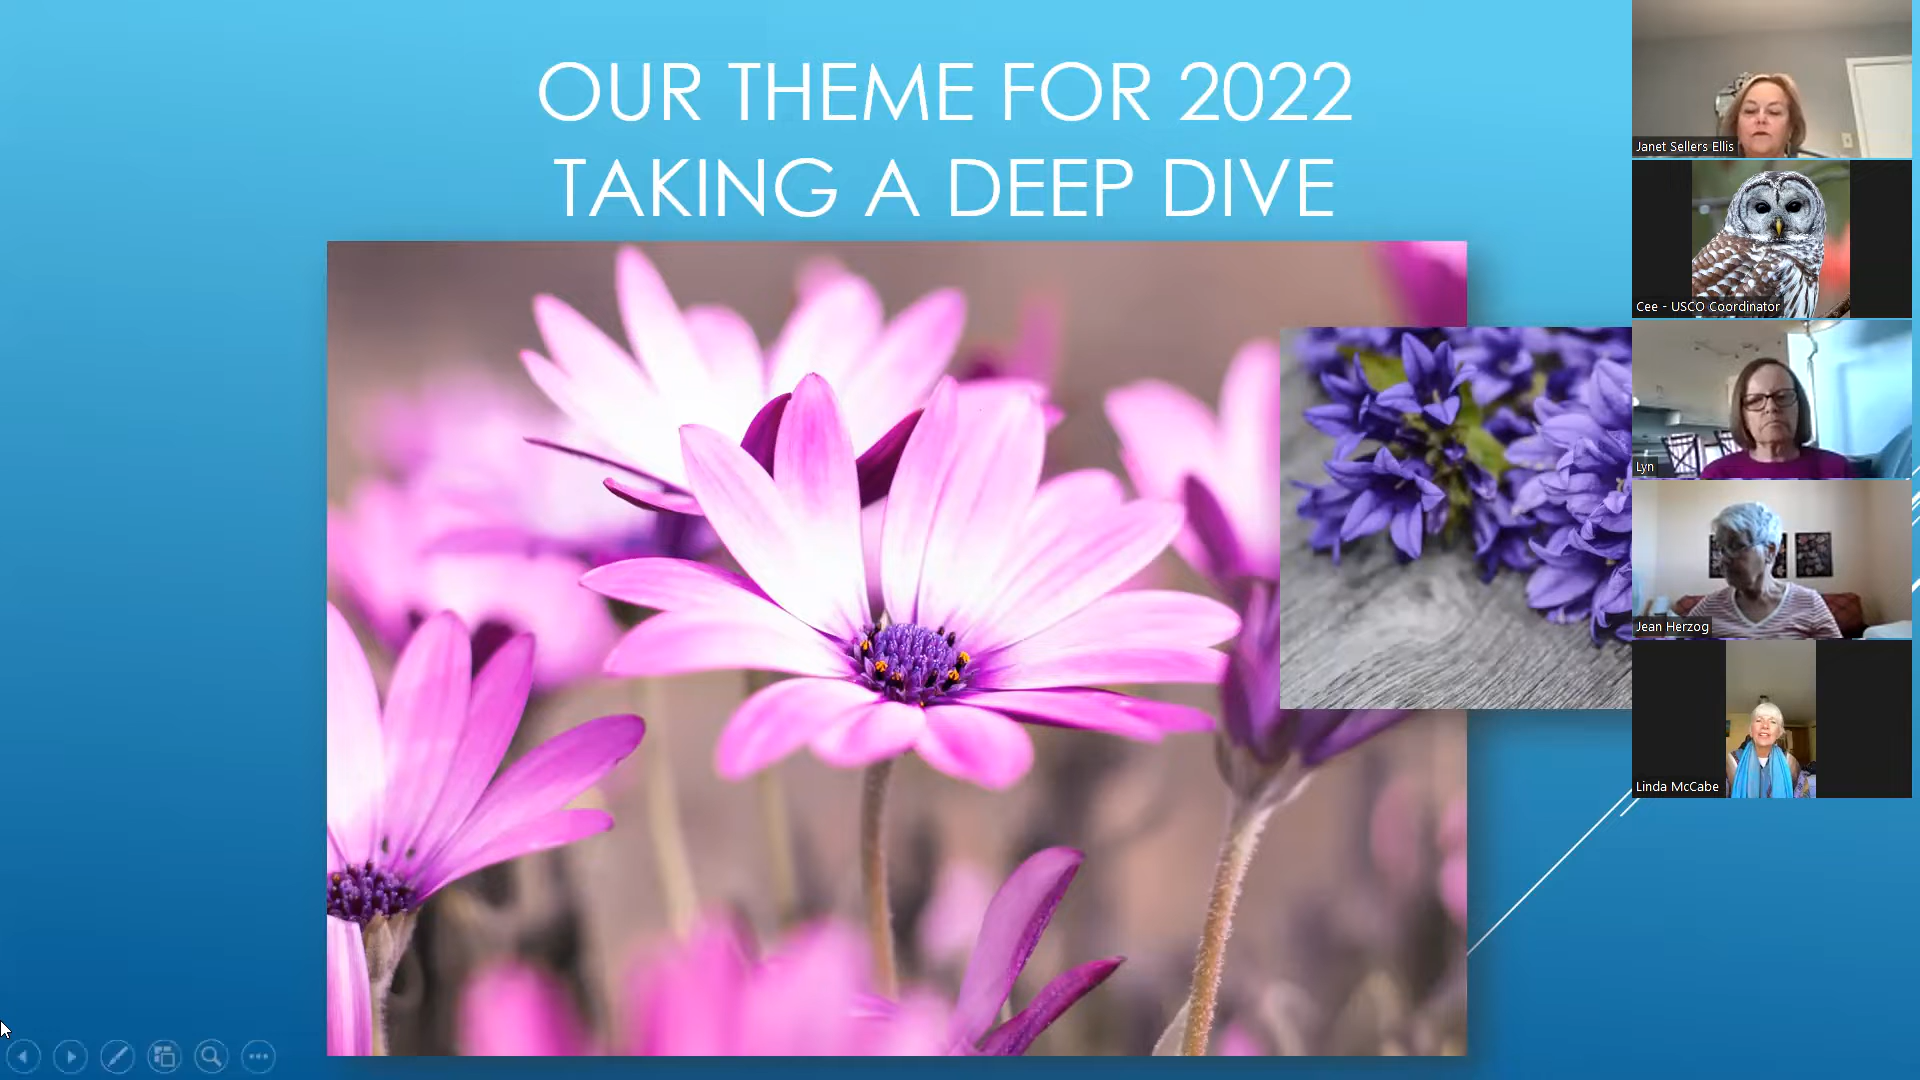 OUR THEME FOR 2022
TAKING A DEEP DIVE
Janet Sellers Ellis
Cee - USCO Coordinator
Lyn
Jean Herzog
Linda McCabe